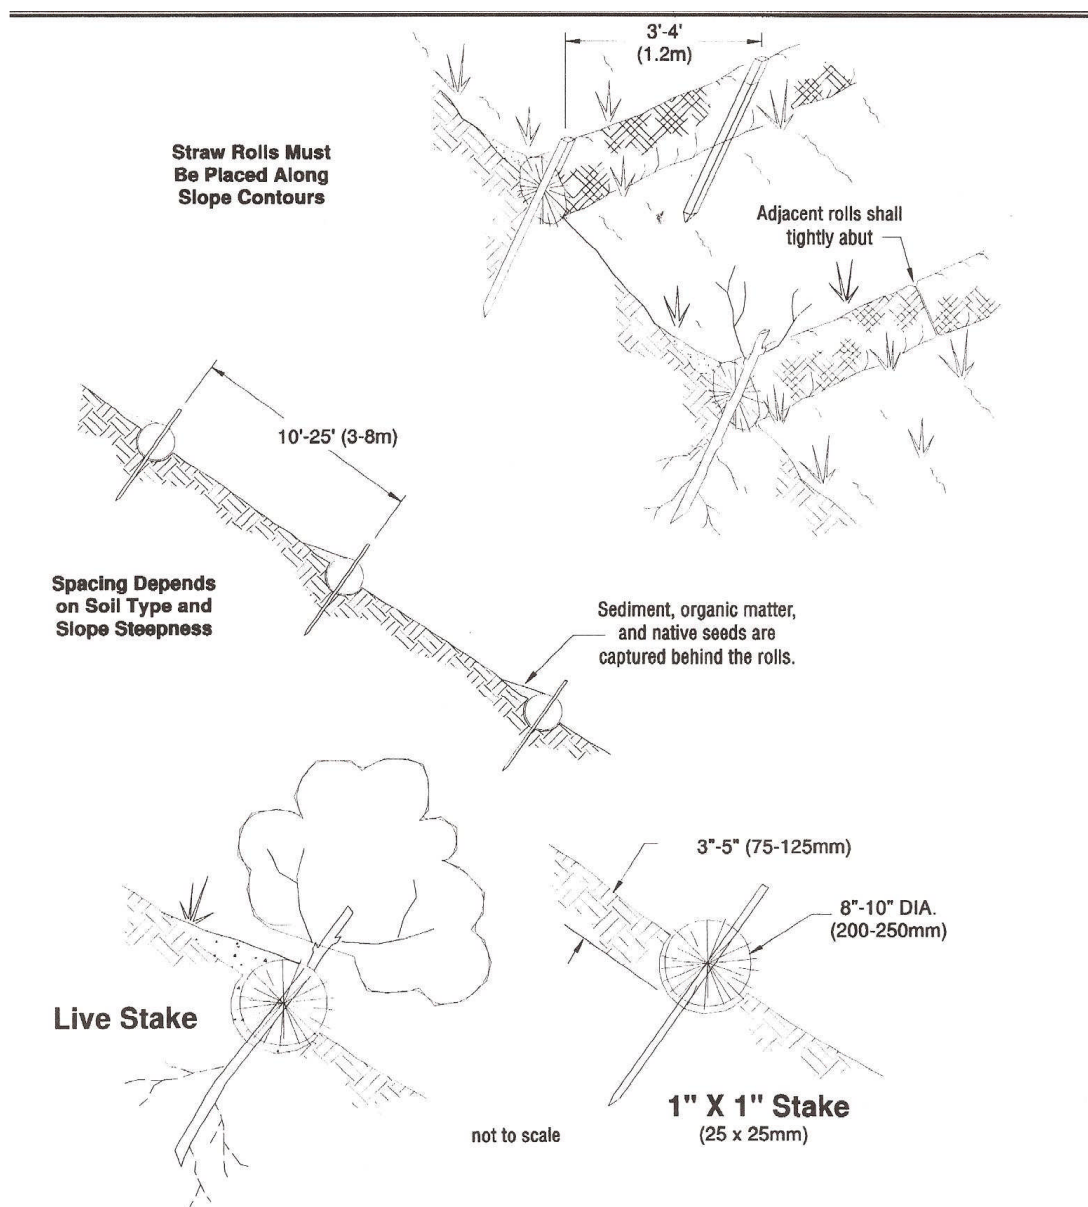 3'-4'
(1.2m)
Straw Rolls Must
Be Placed Along
Slope Contours
Adjacent rolls shall
tightly abut
10'-25' (3-8m)
Spacing Depends
on Soil Type and
Slope Steepness
Sediment, organic matter,
and native seeds are
captured behind the rolls.
3"-5" (75-125mm)
8"-10" DIA.
(200-250mm)
Live Stake
1" X 1" Stake
(25 x 25mm)
not to scale